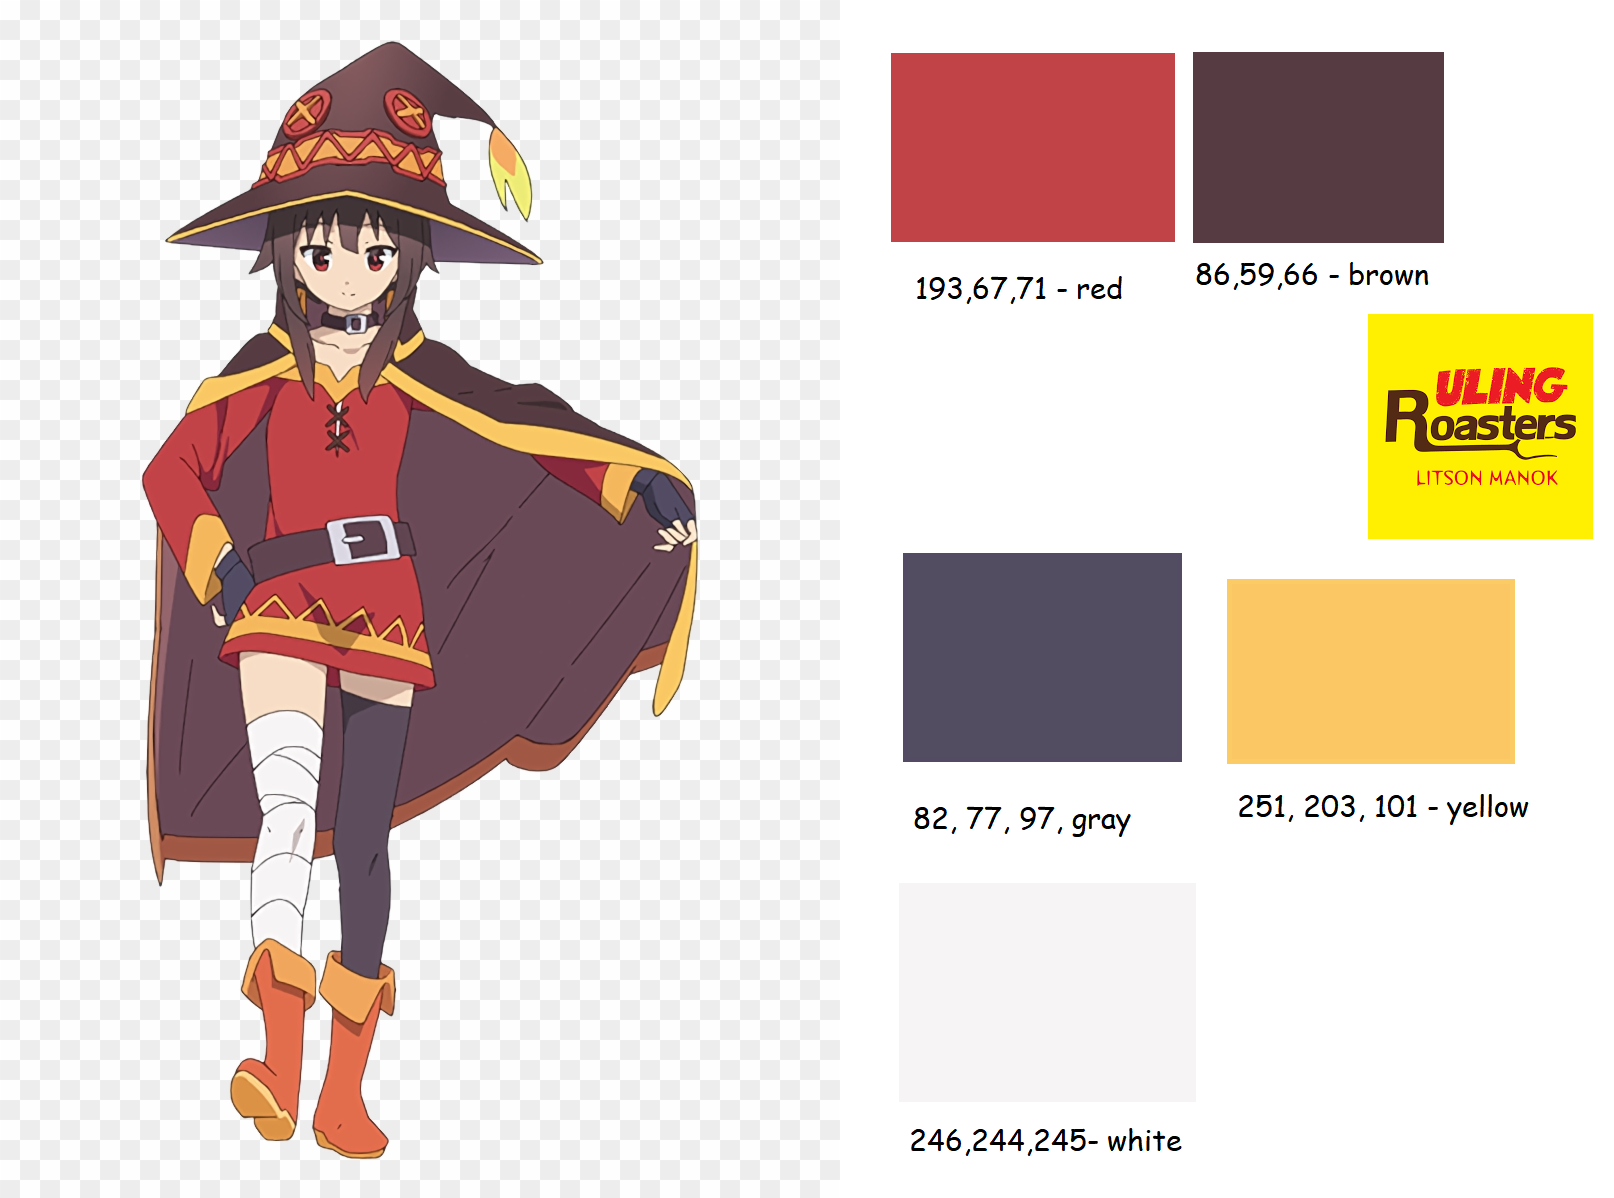 193,67,71 - red
86,59,66 - brown
ULING
Roasters
LITSON MANOK
82, 77, 97, gray
251, 203, 101 - yellow
246,244,245- white